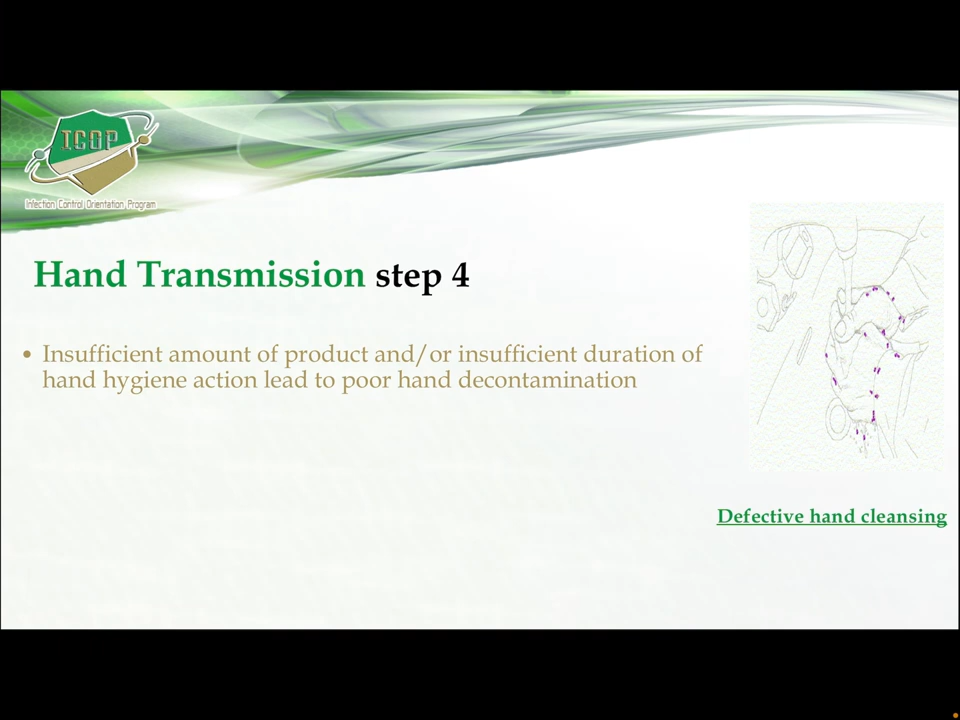 ICOP
Infection Control Orientation Program
Hand Transmission step 4
• Insufficient amount of product and/or insufficient duration of
hand hygiene action lead to poor hand decontamination
Defective hand cleansing